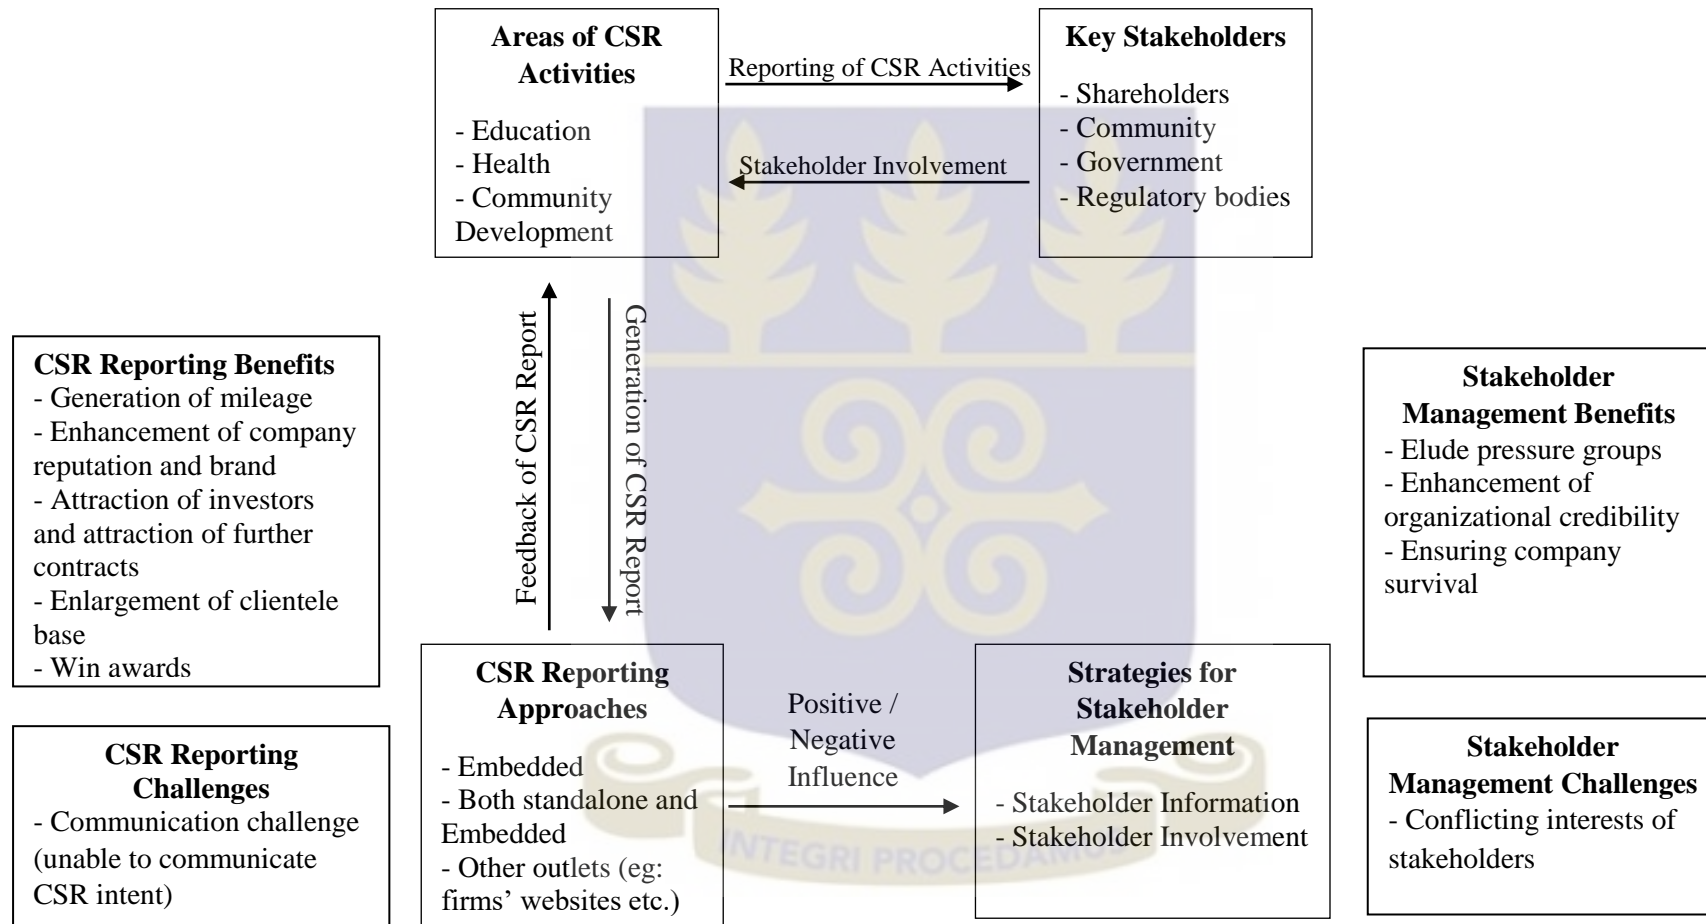 Areas of CSR
Activities
- Education
- Health
- Community
Development
Reporting of CSR Activities
Stakeholder Involvement
Key Stakeholders
- Shareholders
- Community
- Government
- Regulatory bodies
Feedback of CSR Report
Generation of CSR Report
CSR Reporting Benefits
- Generation of mileage
- Enhancement of company
reputation and brand
- Attraction of investors
and attraction of further
contracts
- Enlargement of clientele
base
- Win awards
Stakeholder
Management Benefits
- Elude pressure groups
- Enhancement of
organizational credibility
- Ensuring company
survival
CSR Reporting
Challenges
- Communication challenge
(unable to communicate
CSR intent)
CSR Reporting
Approaches
- Embedded
- Both standalone and
Embedded
- Other outlets (eg:
firms’ websites etc.)
Positive /
Negative
Influence
Strategies for
Stakeholder
Management
- Stakeholder Information
- Stakeholder Involvement
Stakeholder
Management Challenges
- Conflicting interests of
stakeholders
INTEGRI PROCEDAMUS